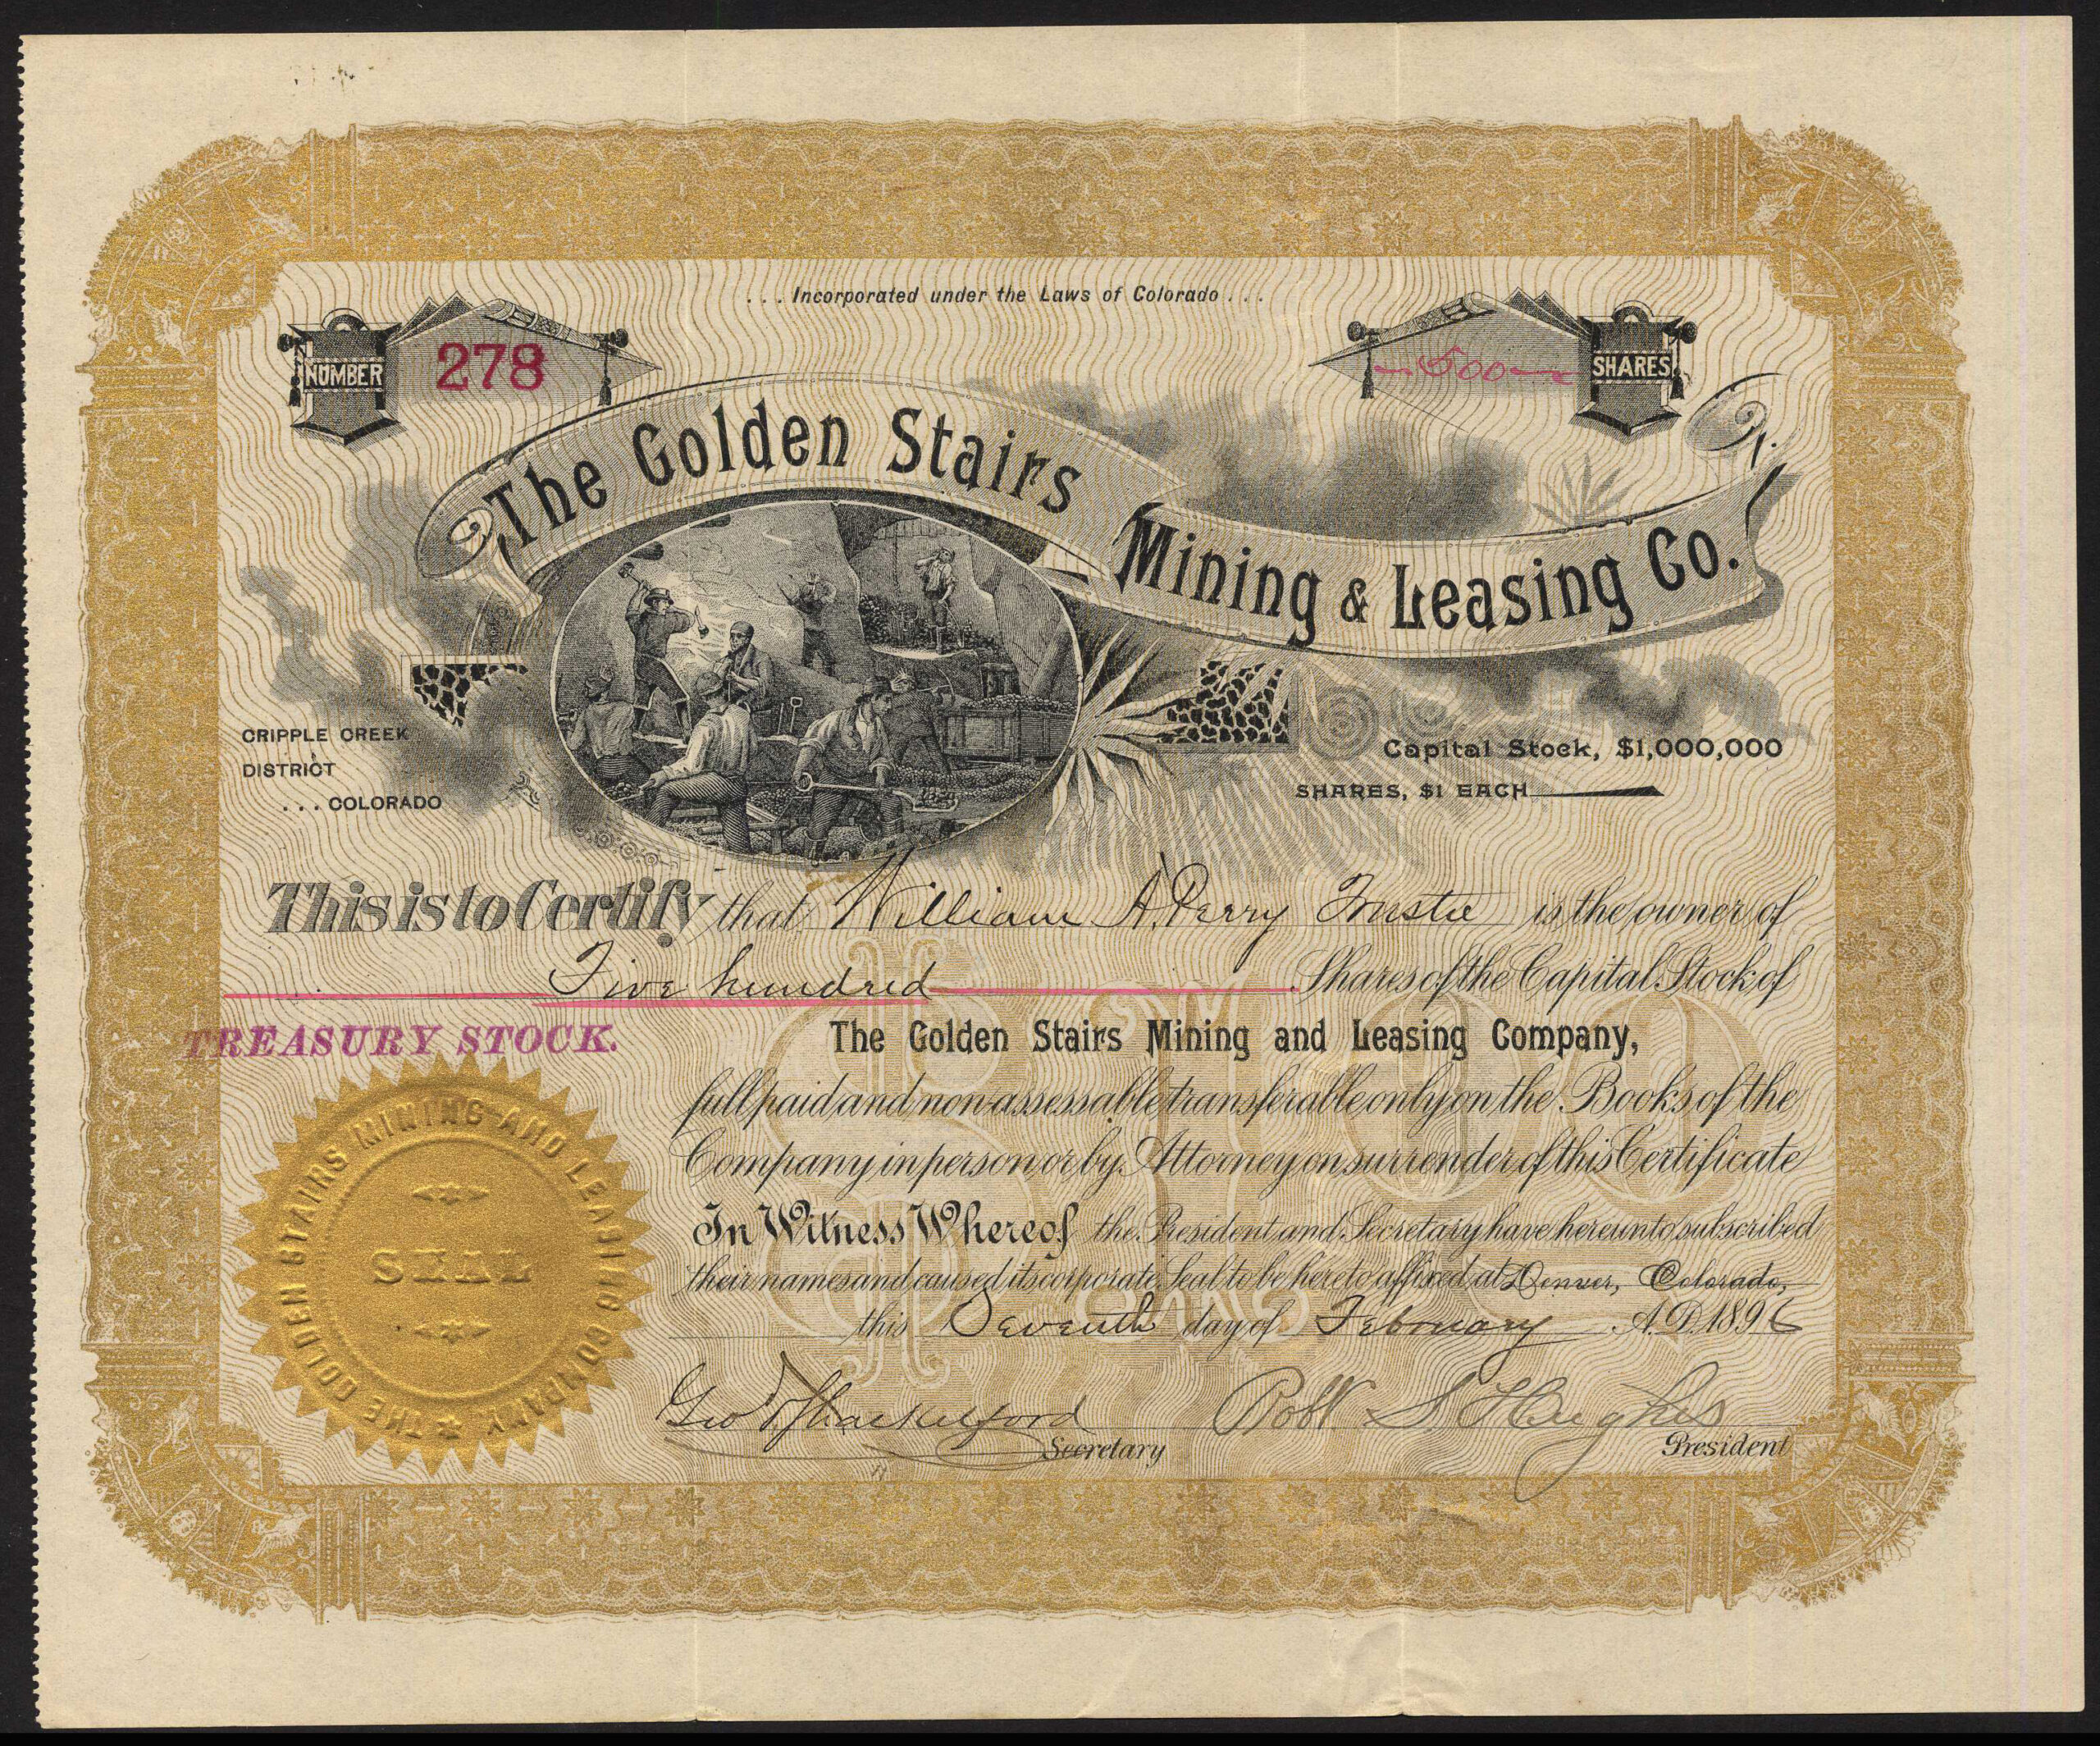 ... Incorporated under the Laws of Colorado ...
NUMBER 278
500 SHARES
The Golden Stairs Mining & Leasing Co.
CRIPPLE CREEK
DISTRICT
... COLORADO
Capital Stock, $1,000,000
SHARES, $1 EACH
This is to Certify that William A. Perry Trustee is the owner of
Five hundred Shares of the Capital Stock of
TREASURY STOCK.
The Golden Stairs Mining and Leasing Company,
full paid and non assessable transferable only on the Books of the
Company in person or by Attorney on surrender of this Certificate
In Witness Whereof the President and Secretary have hereunto subscribed
their names and caused its corporate Seal to be hereto affixed at Denver, Colorado,
this Seventh day of February A.D. 1896
THE GOLDEN STAIRS MINING AND LEASING COMPANY
SEAL
Shackelford
Secretary
Robt. S. Hughes
President
$1.00